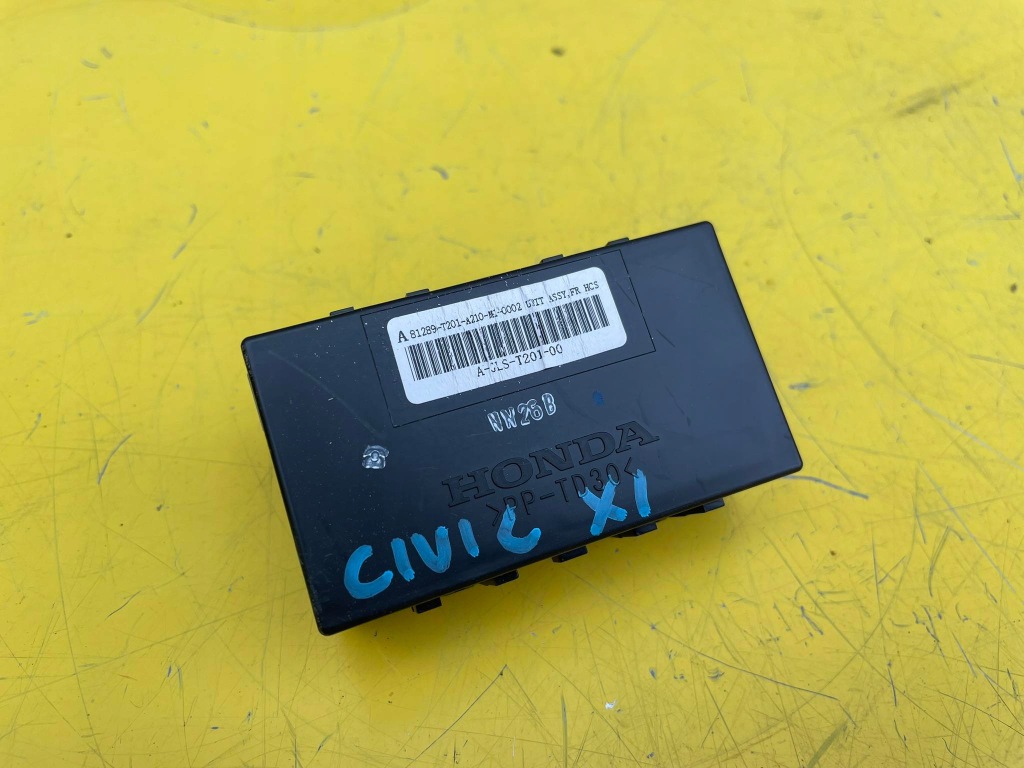 A 81289-T201-A210-M1-0002 UNIT ASSY,FR HCS
A-JLS-T201-00
NW26B
HONDA
>PP-TD30<
CIVIC XI